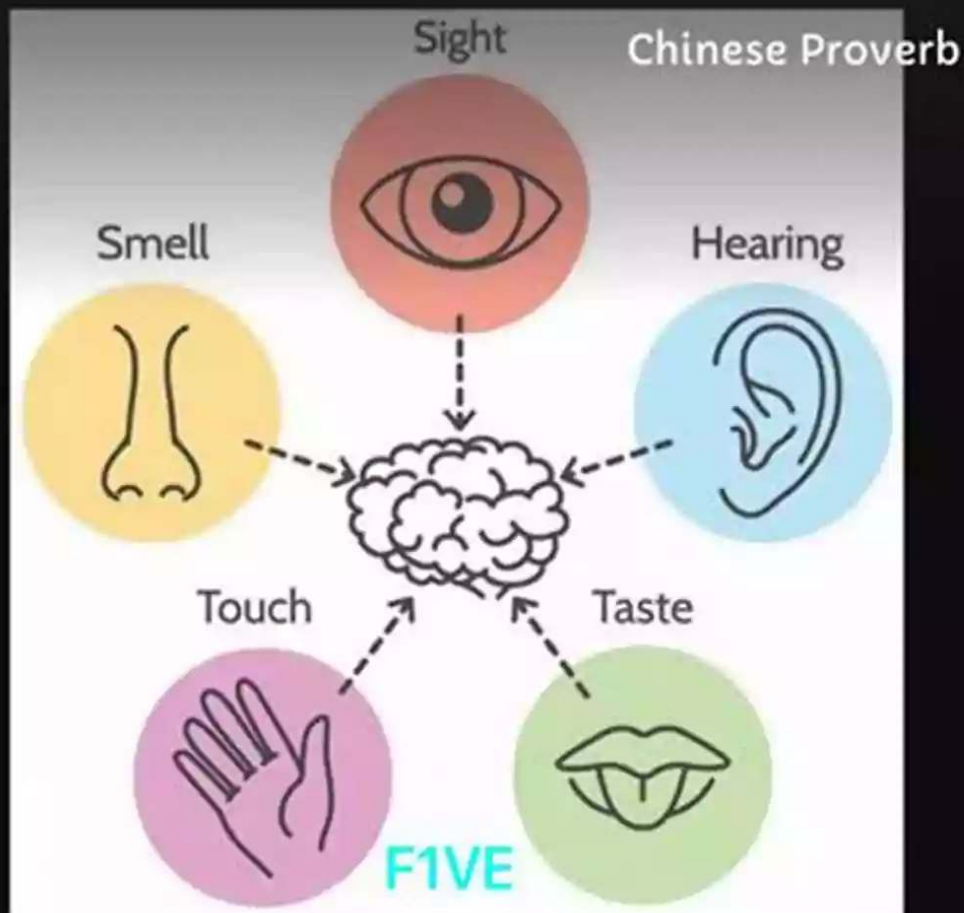 Sight
Chinese Proverb
Smell
Hearing
Touch
Taste
F1VE